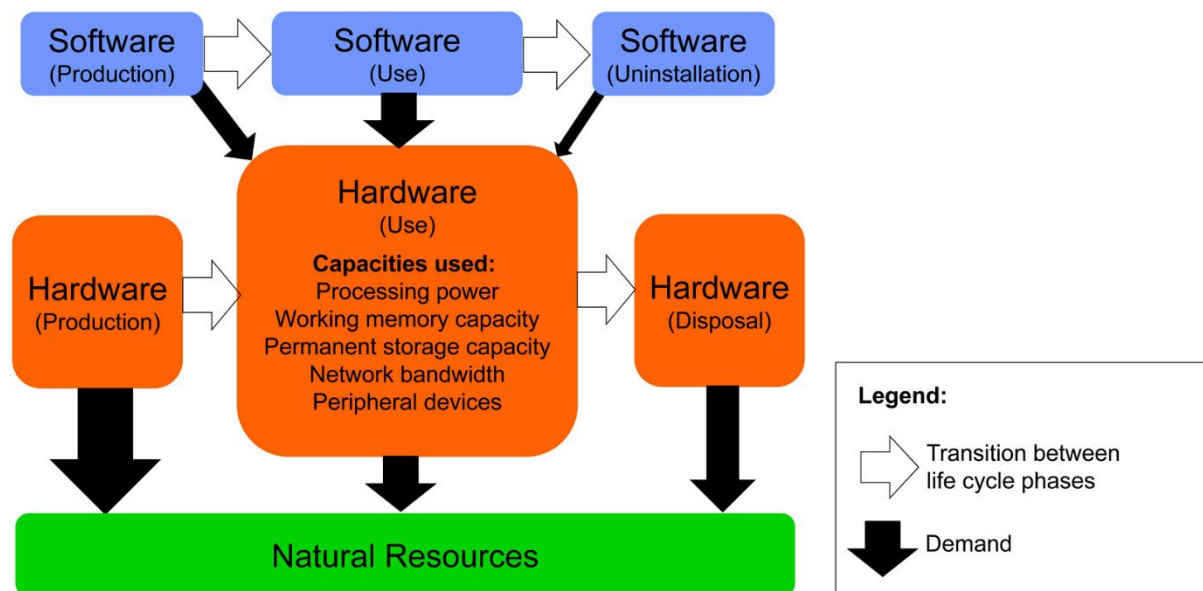 Software
(Production)
Software
(Use)
Software
(Uninstallation)
Hardware
(Production)
Hardware
(Use)
Capacities used:
Processing power
Working memory capacity
Permanent storage capacity
Network bandwidth
Peripheral devices
Hardware
(Disposal)
Natural Resources
Legend:
Transition between
life cycle phases
Demand